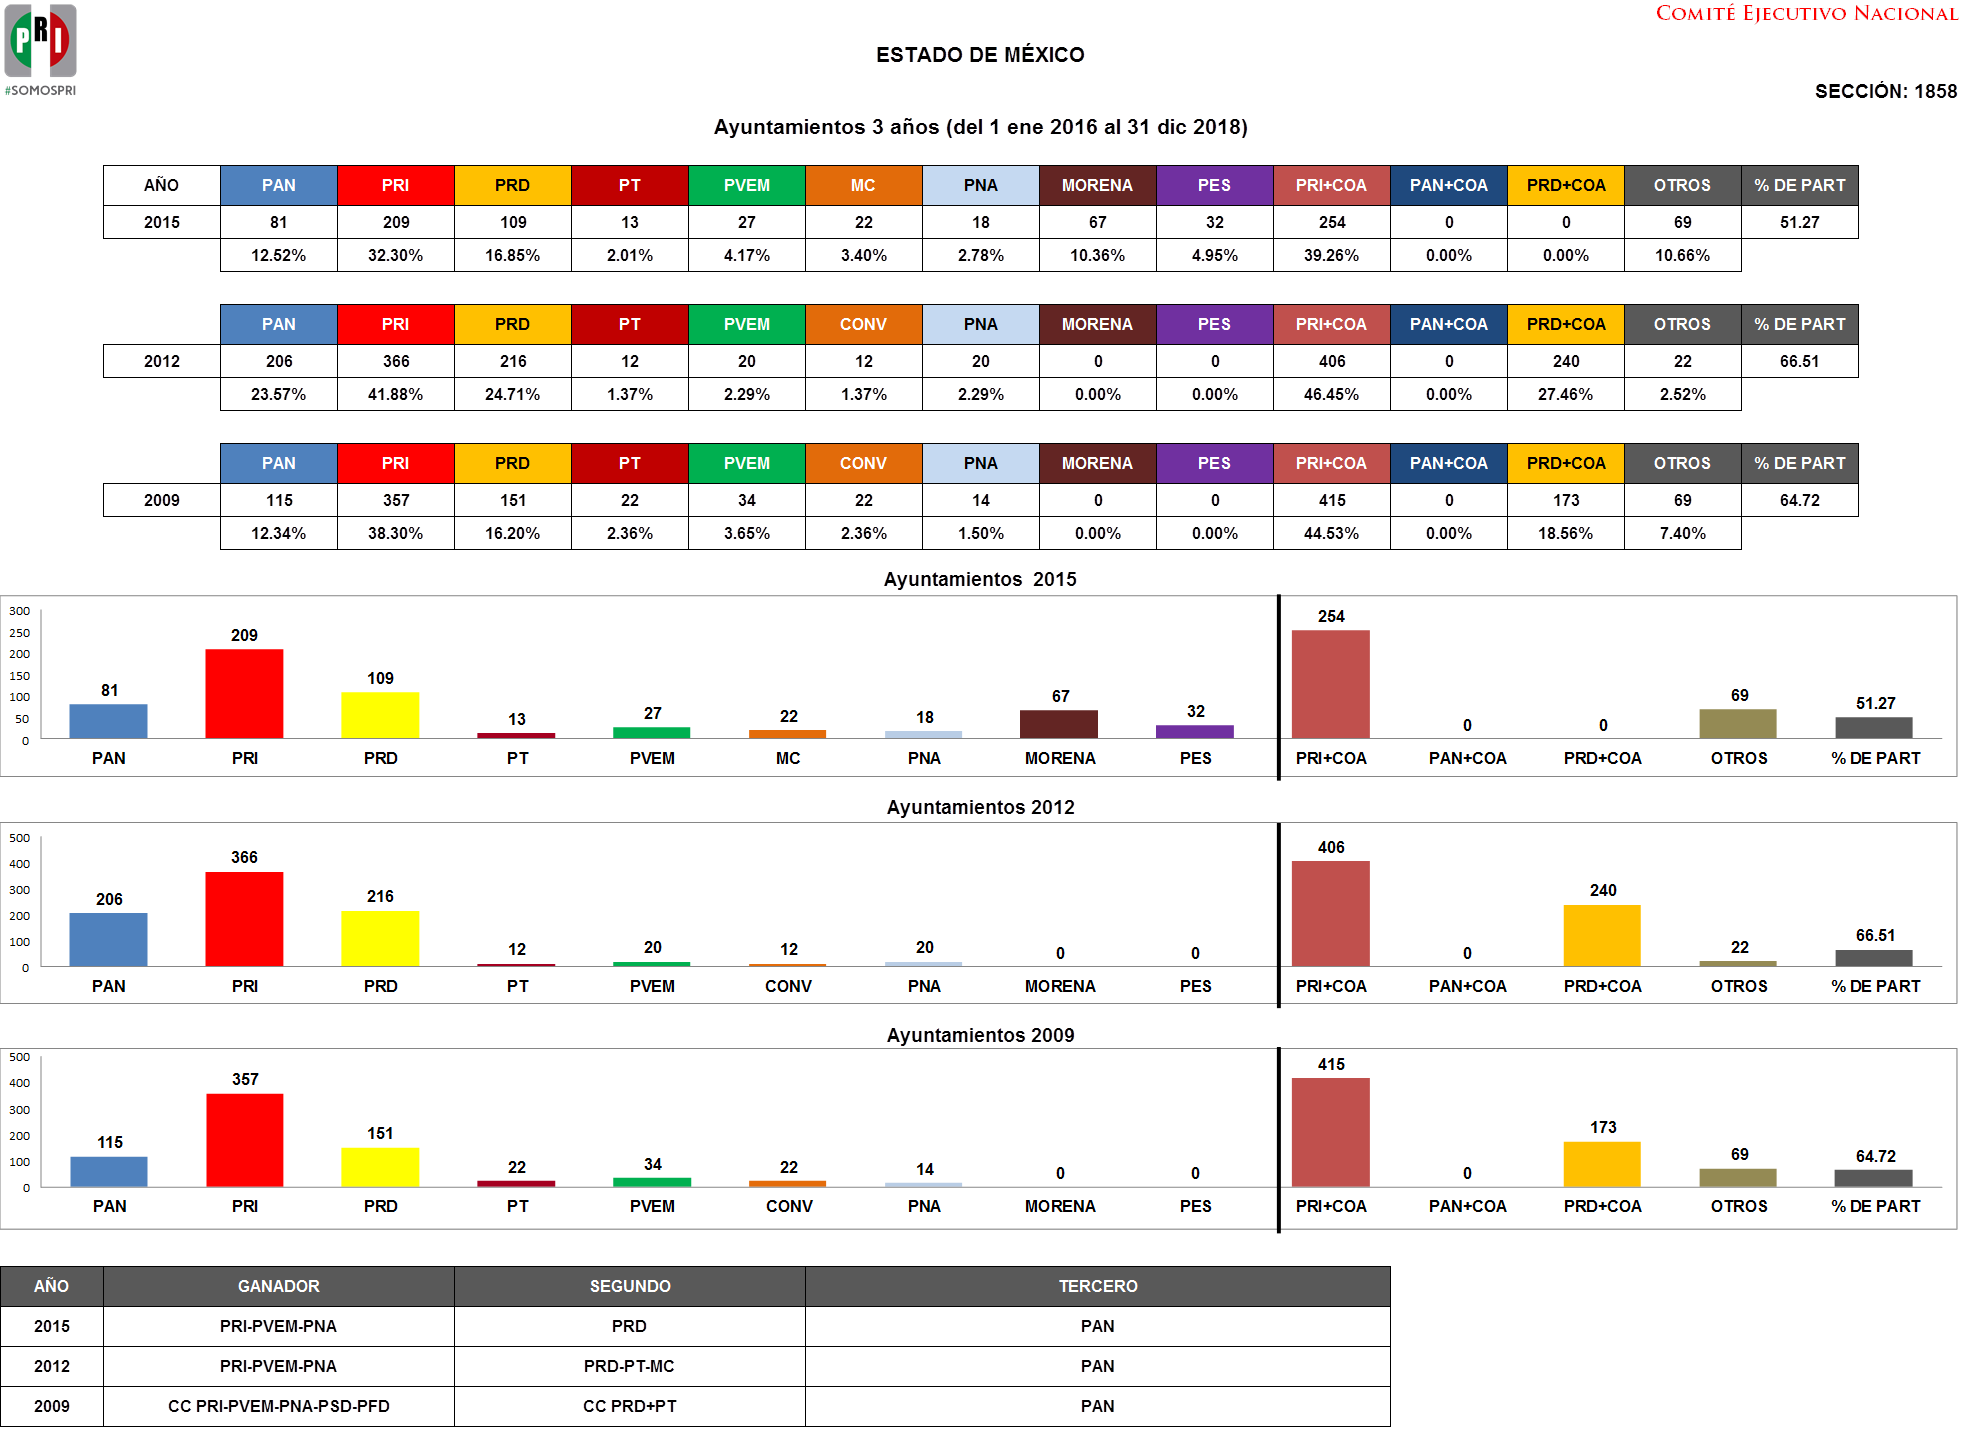 PRI
#SOMOSPRI
COMITÉ EJECUTIVO NACIONAL
ESTADO DE MÉXICO
SECCIÓN: 1858
Ayuntamientos 3 años (del 1 ene 2016 al 31 dic 2018)
AÑO PAN PRI PRD PT PVEM MC PNA MORENA PES PRI+COA PAN+COA PRD+COA OTROS % DE PART
2015 81 209 109 13 27 22 18 67 32 254 0 0 69 51.27
12.52% 32.30% 16.85% 2.01% 4.17% 3.40% 2.78% 10.36% 4.95% 39.26% 0.00% 0.00% 10.66%
PAN PRI PRD PT PVEM CONV PNA MORENA PES PRI+COA PAN+COA PRD+COA OTROS % DE PART
2012 206 366 216 12 20 12 20 0 0 406 0 240 22 66.51
23.57% 41.88% 24.71% 1.37% 2.29% 1.37% 2.29% 0.00% 0.00% 46.45% 0.00% 27.46% 2.52%
PAN PRI PRD PT PVEM CONV PNA MORENA PES PRI+COA PAN+COA PRD+COA OTROS % DE PART
2009 115 357 151 22 34 22 14 0 0 415 0 173 69 64.72
12.34% 38.30% 16.20% 2.36% 3.65% 2.36% 1.50% 0.00% 0.00% 44.53% 0.00% 18.56% 7.40%
Ayuntamientos 2015
300
250
200
150
100
50
0
81 209 109 13 27 22 18 67 32 254 0 0 69 51.27
PAN PRI PRD PT PVEM MC PNA MORENA PES PRI+COA PAN+COA PRD+COA OTROS % DE PART
Ayuntamientos 2012
500
400
300
200
100
0
206 366 216 12 20 12 20 0 0 406 0 240 22 66.51
PAN PRI PRD PT PVEM CONV PNA MORENA PES PRI+COA PAN+COA PRD+COA OTROS % DE PART
Ayuntamientos 2009
500
400
300
200
100
0
115 357 151 22 34 22 14 0 0 415 0 173 69 64.72
PAN PRI PRD PT PVEM CONV PNA MORENA PES PRI+COA PAN+COA PRD+COA OTROS % DE PART
AÑO GANADOR SEGUNDO TERCERO
2015 PRI-PVEM-PNA PRD PAN
2012 PRI-PVEM-PNA PRD-PT-MC PAN
2009 CC PRI-PVEM-PNA-PSD-PFD CC PRD+PT PAN